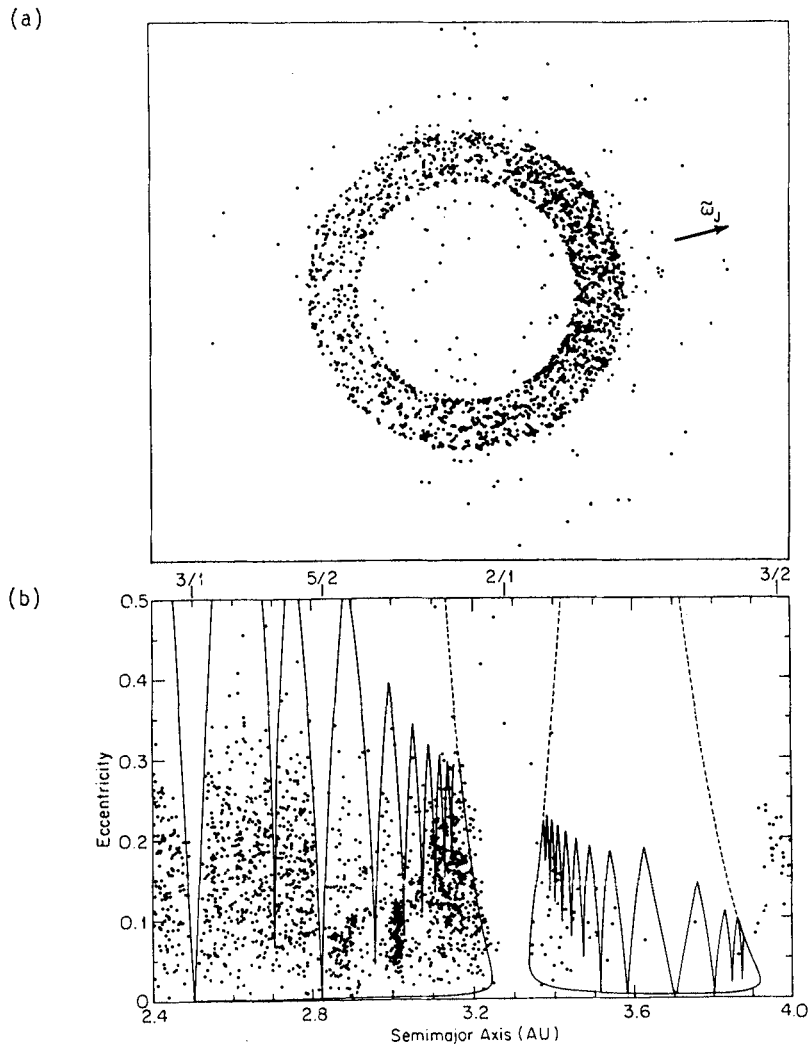 (a)
ω̃J
3/1 5/2 2/1 3/2
(b)
0.5
0.4
0.3
0.2
0.1
0
Eccentricity
2.4 2.8 3.2 3.6 4.0
Semimajor Axis (AU)